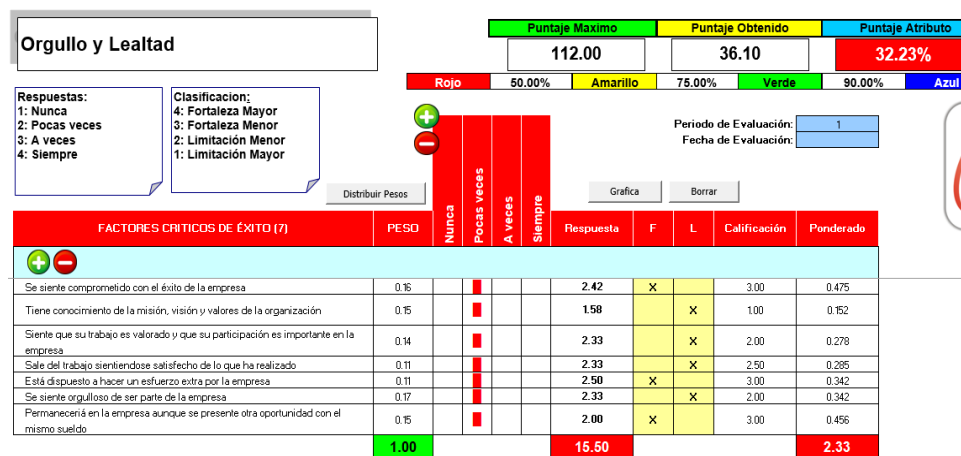 Orgullo y Lealtad
Puntaje Maximo Puntaje Obtenido Puntaje Atributo
112.00 36.10 32.23%
Rojo 50.00% Amarillo 75.00% Verde 90.00% Azul
Respuestas:
1: Nunca
2: Pocas veces
3: A veces
4: Siempre
Clasificacion:
4: Fortaleza Mayor
3: Fortaleza Menor
2: Limitación Menor
1: Limitación Mayor
Periodo de Evaluación: 1
Fecha de Evaluación:
Distribuir Pesos
Grafica
Borrar
FACTORES CRITICOS DE ÉXITO (7) PESO Nunca Pocas veces A veces Siempre Respuesta F L Calificación Ponderado
Se siente comprometido con el éxito de la empresa 0.16 2.42 X 3.00 0.475
Tiene conocimiento de la misión, visión y valores de la organización 0.15 1.58 X 1.00 0.152
Siente que su trabajo es valorado y que su participación es importante en la
empresa 0.14 2.33 X 2.00 0.278
Sale del trabajo sientiendose satisfecho de lo que ha realizado 0.11 2.33 X 2.50 0.285
Está dispuesto a hacer un esfuerzo extra por la empresa 0.11 2.50 X 3.00 0.342
Se siente orgulloso de ser parte de la empresa 0.17 2.33 X 2.00 0.342
Permaneceriá en la empresa aunque se presente otra oportunidad con el
mismo sueldo 0.15 2.00 X 3.00 0.456
1.00 15.50 2.33